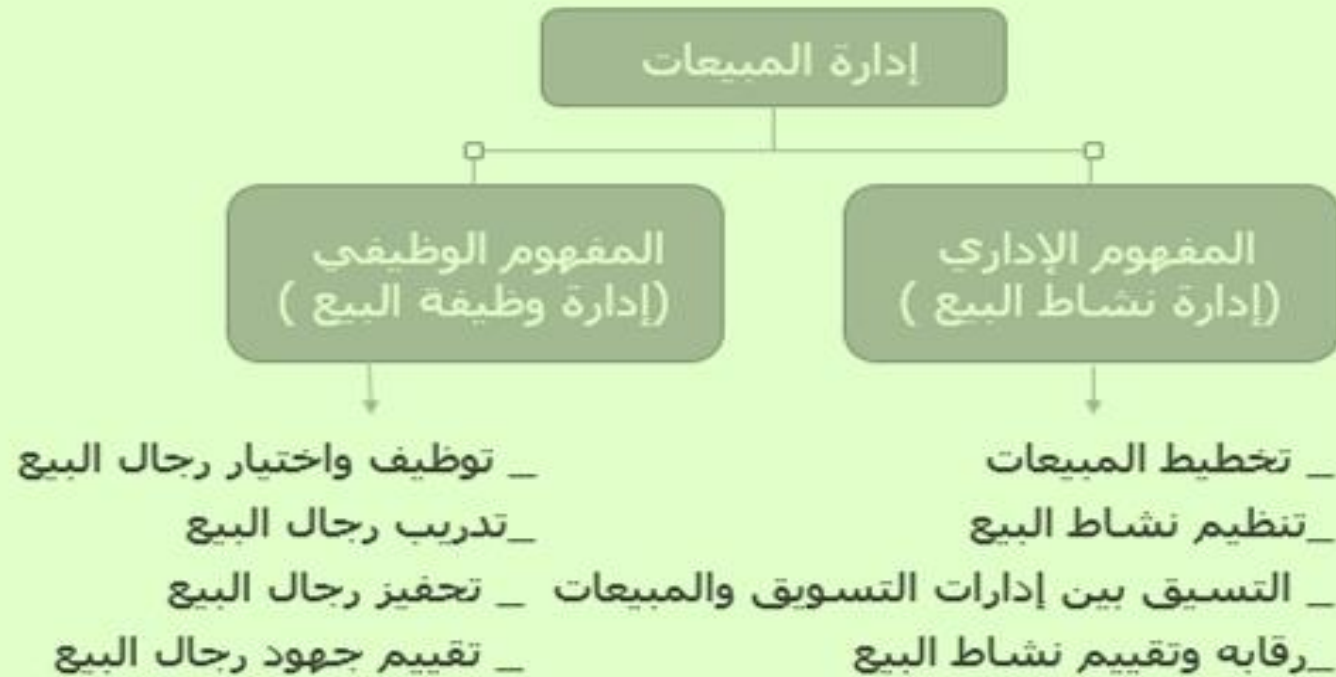 إدارة المبيعات
المفهوم الإداري
(إدارة نشاط البيع )
_ تخطيط المبيعات
_تنظيم نشاط البيع
_ التسيق بين إدارات التسويق والمبيعات
_رقابه وتقييم نشاط البيع
المفهوم الوظيفي
(إدارة وظيفة البيع )
_ توظيف واختيار رجال البيع
_تدريب رجال البيع
_ تحفيز رجال البيع
_ تقييم جهود رجال البيع